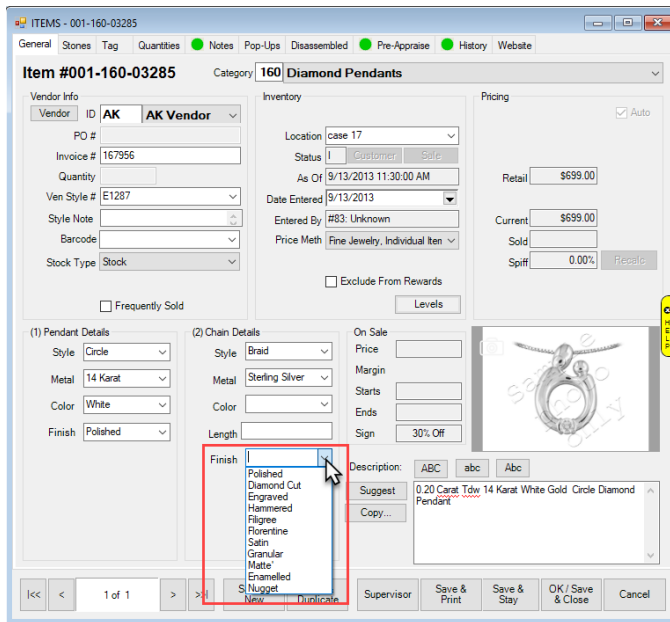 ITEMS - 001-160-03285
General Stones Tag Quantities Notes Pop-Ups Disassembled Pre-Appraise History Website
Item #001-160-03285 Category 160 Diamond Pendants
Vendor Info
Vendor ID AK AK Vendor
PO #
Invoice # 167956
Quantity
Ven Style # E1287
Style Note
Barcode
Stock Type Stock
Frequently Sold
Inventory
Location case 17
Status I Customer Sale
As Of 9/13/2013 11:30:00 AM
Date Entered 9/13/2013
Entered By #83: Unknown
Price Meth Fine Jewelry, Individual Iten
Exclude From Rewards
Levels
Pricing
Auto
Retail $699.00
Current $699.00
Sold
Spiff 0.00% Recalc
HELP
(1) Pendant Details
Style Circle
Metal 14 Karat
Color White
Finish Polished
(2) Chain Details
Style Braid
Metal Sterling Silver
Color
Length
Finish
Polished
Diamond Cut
Engraved
Hammered
Filigree
Florentine
Satin
Granular
Matte'
Enamelled
Nugget
On Sale
Price
Margin
Starts
Ends
Sign 30% Off
Sample
Photo
Only
Description: ABC abc Abc
Suggest
Copy...
0.20 Carat Tdw 14 Karat White Gold Circle Diamond
Pendant
|<< < 1 of 1 > >>|
New
Duplicate
Supervisor
Save &
Print
Save &
Stay
OK / Save
& Close
Cancel